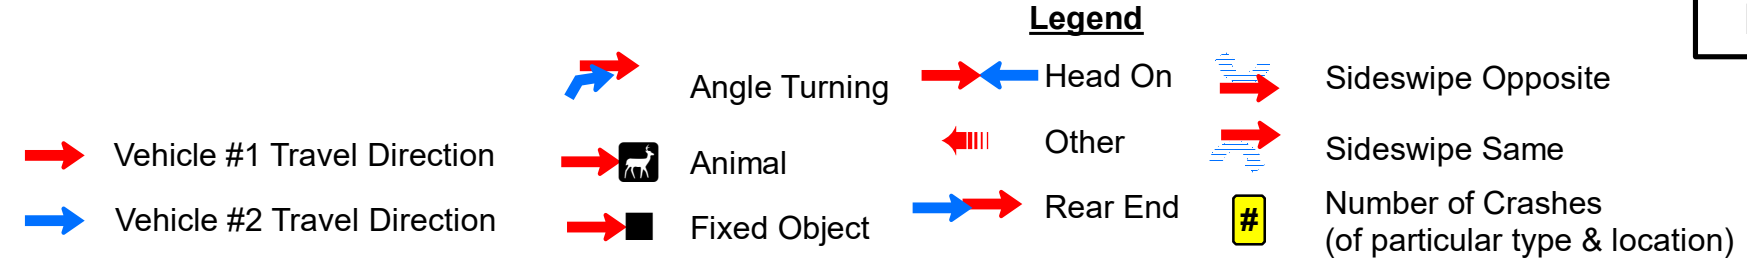 Legend
Vehicle #1 Travel Direction
Vehicle #2 Travel Direction
Angle Turning
Animal
Fixed Object
Head On
Other
Rear End
Sideswipe Opposite
Sideswipe Same
#
Number of Crashes
(of particular type & location)